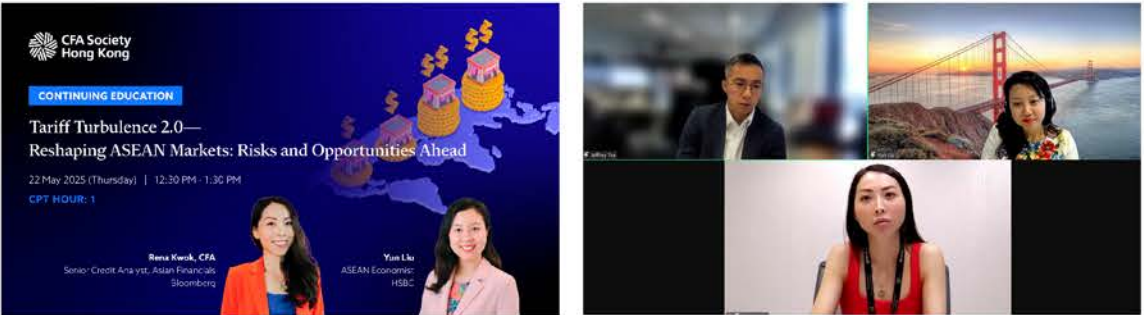 CFA Society
Hong Kong
CONTINUING EDUCATION
Tariff Turbulence 2.0—
Reshaping ASEAN Markets: Risks and Opportunities Ahead
22 May 2025 (Thursday) | 12:30 PM - 1:30 PM
CPT HOUR: 1
Rena Kwok, CFA
Senior Credit Analyst, Asian Financials
Bloomberg
Yun Liu
ASEAN Economist
HSBC